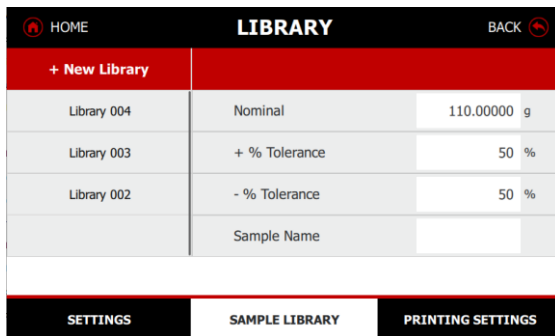 HOME LIBRARY BACK
+ New Library
Library 004 Nominal 110.00000 g
Library 003 + % Tolerance 50 %
Library 002 - % Tolerance 50 %
Sample Name
SETTINGS SAMPLE LIBRARY PRINTING SETTINGS